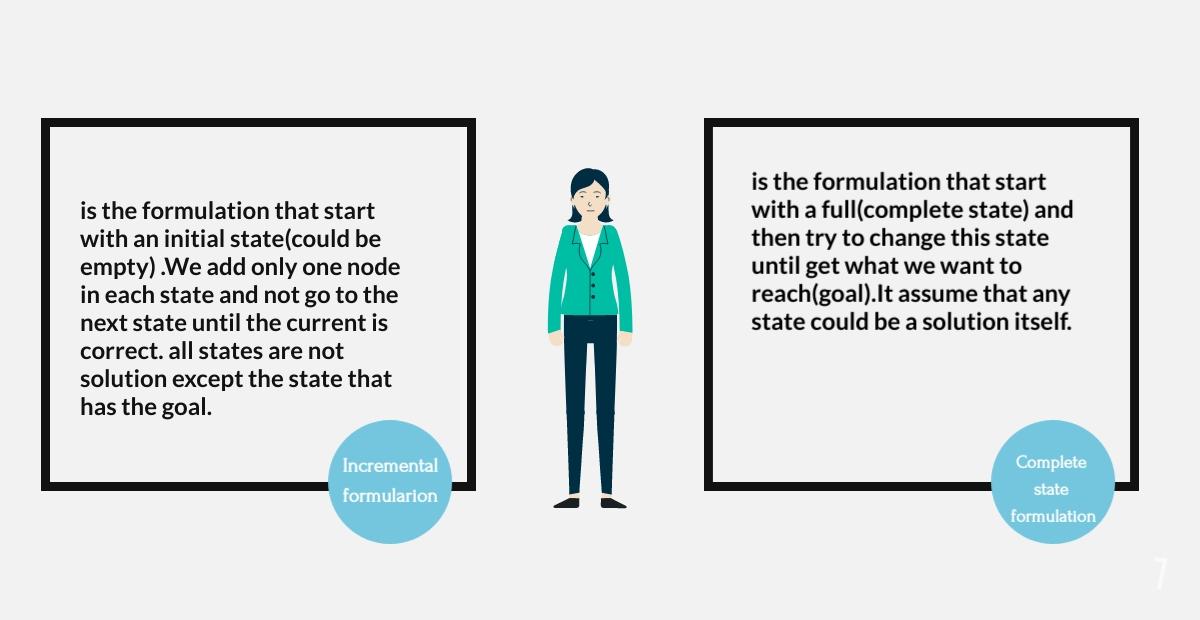 is the formulation that start
with an initial state(could be
empty) .We add only one node
in each state and not go to the
next state until the current is
correct. all states are not
solution except the state that
has the goal.
Incremental
formularion
is the formulation that start
with a full(complete state) and
then try to change this state
until get what we want to
reach(goal).It assume that any
state could be a solution itself.
Complete
state
formulation
7